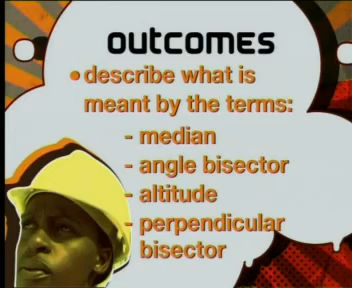 outcomes
• describe what is
meant by the terms:
- median
- angle bisector
- altitude
- perpendicular
bisector